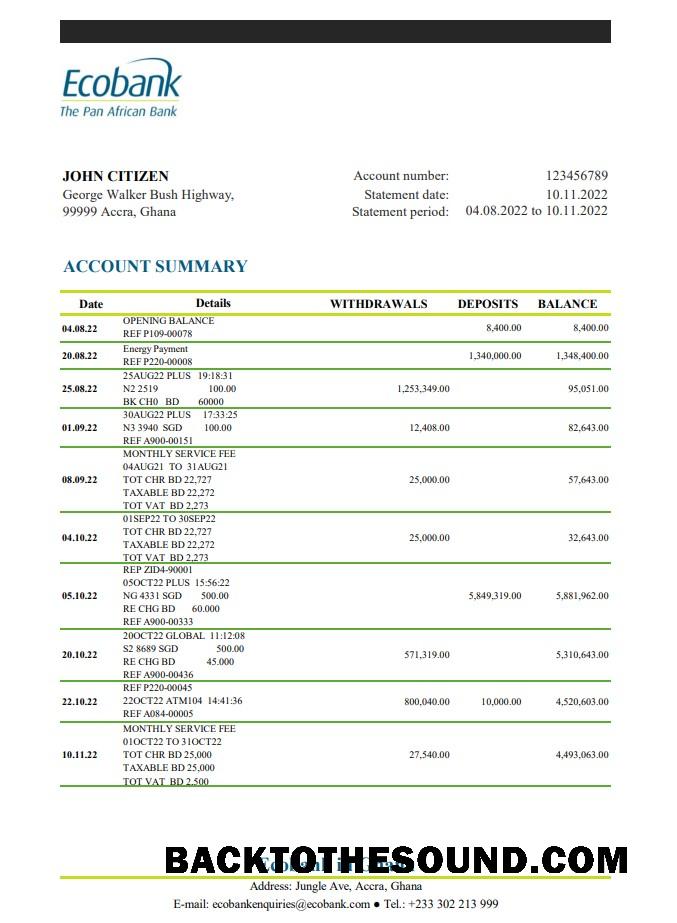 Ecobank
The Pan African Bank
JOHN CITIZEN
George Walker Bush Highway,
99999 Accra, Ghana
Account number: 123456789
Statement date: 10.11.2022
Statement period: 04.08.2022 to 10.11.2022
ACCOUNT SUMMARY
Date Details WITHDRAWALS DEPOSITS BALANCE
OPENING BALANCE
04.08.22 8,400.00 8,400.00
REF P109-00078
Energy Payment
20.08.22 1,340,000.00 1,348,400.00
REF P220-00008
25AUG22 PLUS 19:18:31
25.08.22 N2 2519 100.00 1,253,349.00 95,051.00
BK CH0 BD 60000
30AUG22 PLUS 17:33:25
01.09.22 N3 3940 SGD 100.00 12,408.00 82,643.00
REF A900-00151
MONTHLY SERVICE FEE
04AUG21 TO 31AUG21
08.09.22 TOT CHR BD 22,727 25,000.00 57,643.00
TAXABLE BD 22,272
TOT VAT BD 2,273
01SEP22 TO 30SEP22
TOT CHR BD 22,727
04.10.22 25,000.00 32,643.00
TAXABLE BD 22,272
TOT VAT BD 2,273
REP ZID4-90001
05OCT22 PLUS 15:56:22
05.10.22 NG 4331 SGD 500.00 5,849,319.00 5,881,962.00
RE CHG BD 60.000
REF A900-00333
20OCT22 GLOBAL 11:12:08
S2 8689 SGD 500.00
20.10.22 571,319.00 5,310,643.00
RE CHG BD 45.000
REF A900-00436
REF P220-00045
22.10.22 22OCT22 ATM104 14:41:36 800,040.00 10,000.00 4,520,603.00
REF A084-00005
MONTHLY SERVICE FEE
01OCT22 TO 31OCT22
10.11.22 TOT CHR BD 25,000 27,540.00 4,493,063.00
TAXABLE BD 25,000
TOT VAT BD 2,500
BACKTOTHESOUND.COM
Address: Jungle Ave, Accra, Ghana
E-mail: ecobankenquiries@ecobank.com ● Tel.: +233 302 213 999